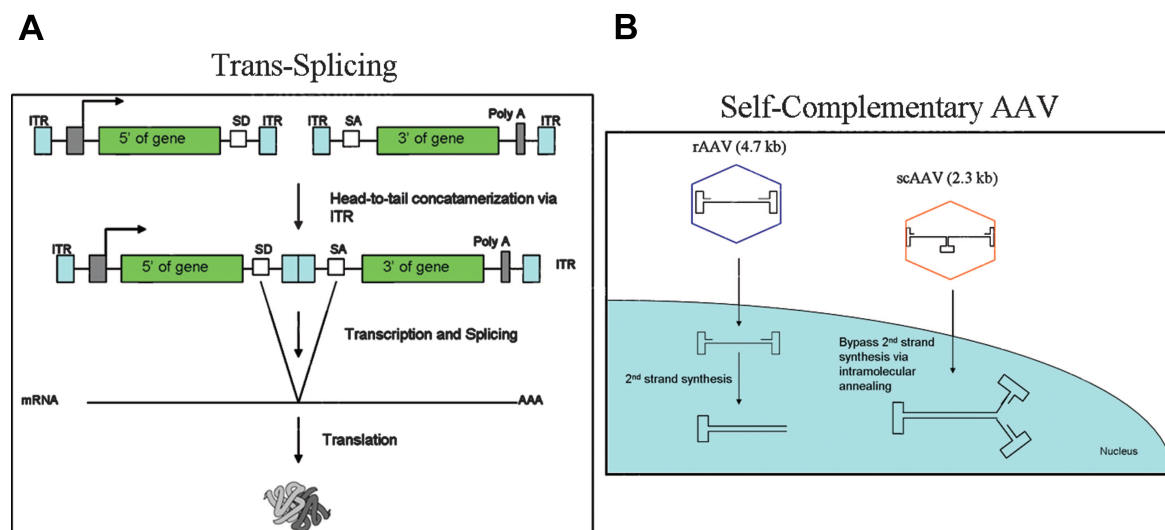 A
Trans-Splicing
ITR
5' of gene
SD
ITR
ITR
SA
3' of gene
Poly A
ITR
Head-to-tail concatamerization via
ITR
ITR
5' of gene
SD
SA
3' of gene
Poly A
ITR
Transcription and Splicing
mRNA
AAA
Translation
B
Self-Complementary AAV
rAAV (4.7 kb)
scAAV (2.3 kb)
2nd strand synthesis
Bypass 2nd strand
synthesis via
intramolecular
annealing
Nucleus